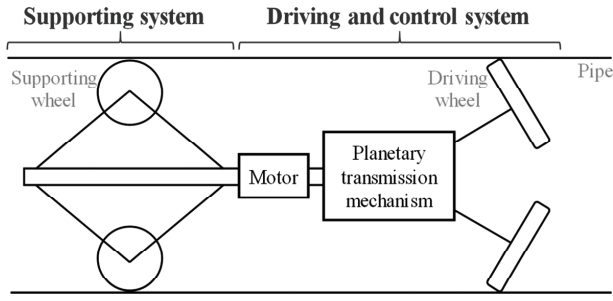 Supporting system
Driving and control system
Supporting
wheel
Driving
wheel
Pipe
Motor
Planetary
transmission
mechanism